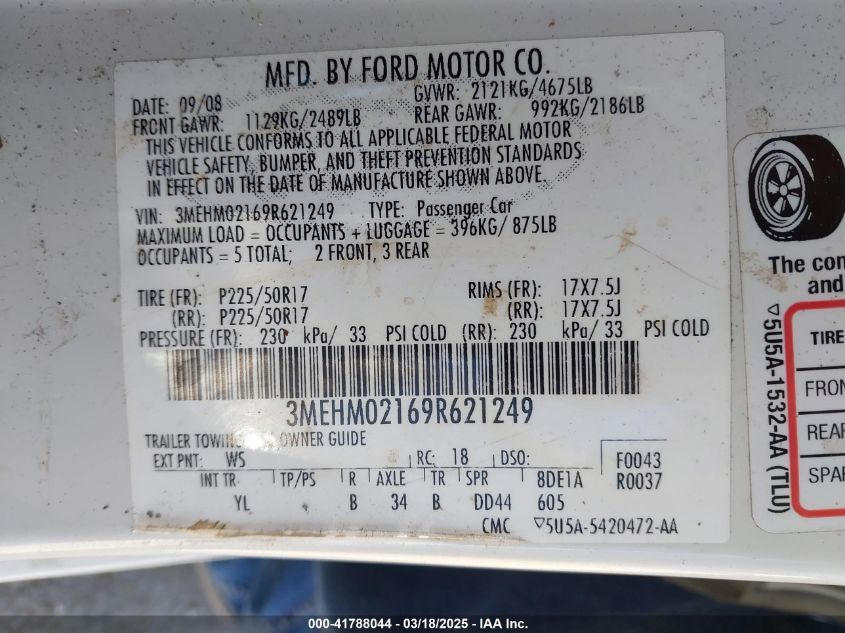 MFD. BY FORD MOTOR CO.
DATE: 09/08 GVWR: 2121KG/4675LB
FRONT GAWR: 1129KG/2489LB REAR GAWR: 992KG/2186LB
THIS VEHICLE CONFORMS TO ALL APPLICABLE FEDERAL MOTOR
VEHICLE SAFETY, BUMPER, AND THEFT PREVENTION STANDARDS
IN EFFECT ON THE DATE OF MANUFACTURE SHOWN ABOVE.
VIN: 3MEHM02169R621249 TYPE: Passenger Car
MAXIMUM LOAD = OCCUPANTS + LUGGAGE = 396KG/ 875LB
OCCUPANTS = 5 TOTAL; 2 FRONT, 3 REAR
TIRE (FR): P225/50R17 RIMS (FR): 17X7.5J
(RR): P225/50R17 (RR): 17X7.5J
PRESSURE (FR): 230 kPa/ 33 PSI COLD (RR): 230 kPa/ 33 PSI COLD
3MEHM02169R621249
TRAILER TOWING OWNER GUIDE
EXT PNT: WS RC: 18 DSO: F0043
INT TR TP/PS R AXLE TR SPR 8DE1A R0037
YL B 34 B DD44 605
CMC ▽5U5A-5420472-AA
The con
and
▽5U5A-1532-AA (TLU)
TIRE
FRON
REAR
SPAR
000--41788044 - 03/18/2025 - IAA Inc.